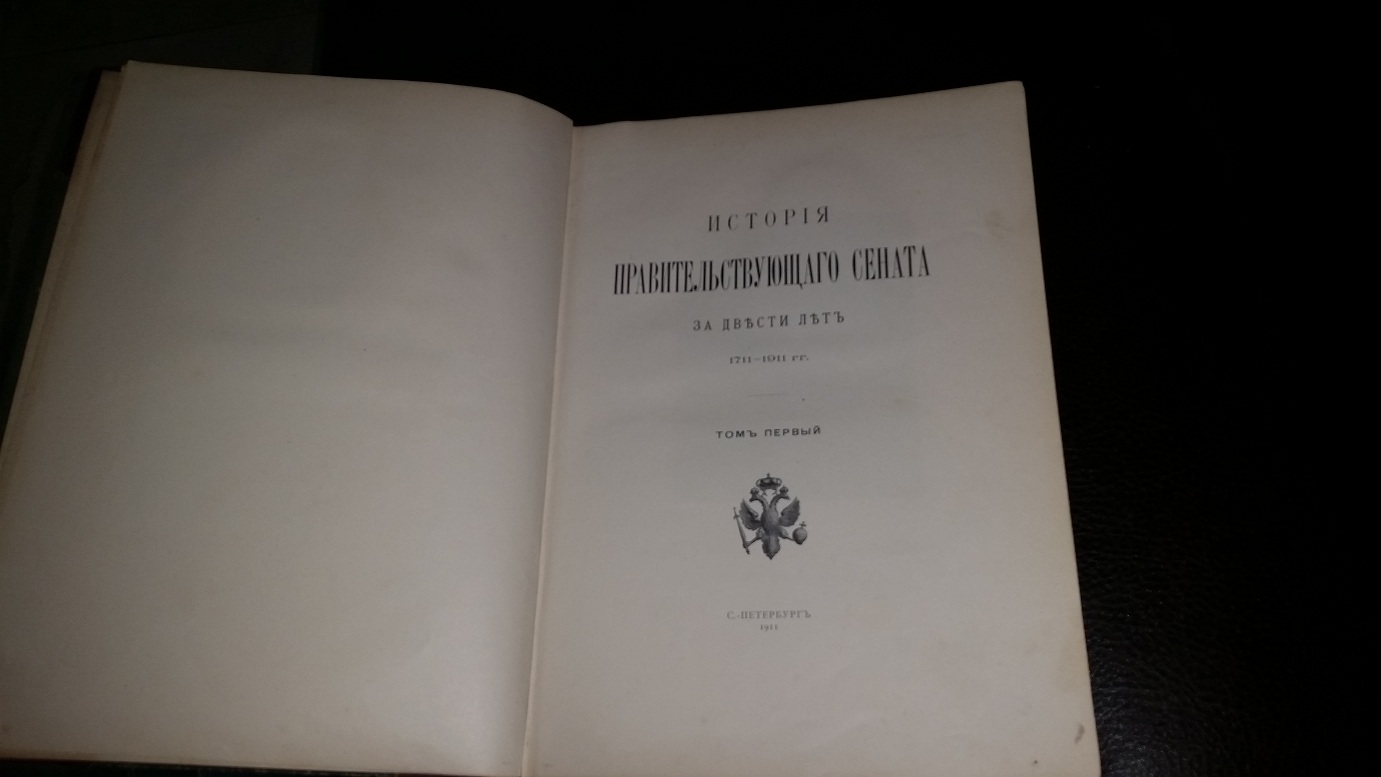 ИСТОРІЯ
ПРАВИТЕЛЬСТВУЮЩАГО СЕНАТА
ЗА ДВѢСТИ ЛѢТЪ
1711–1911 гг.
ТОМЪ ПЕРВЫЙ
С.-ПЕТЕРБУРГЪ
1911